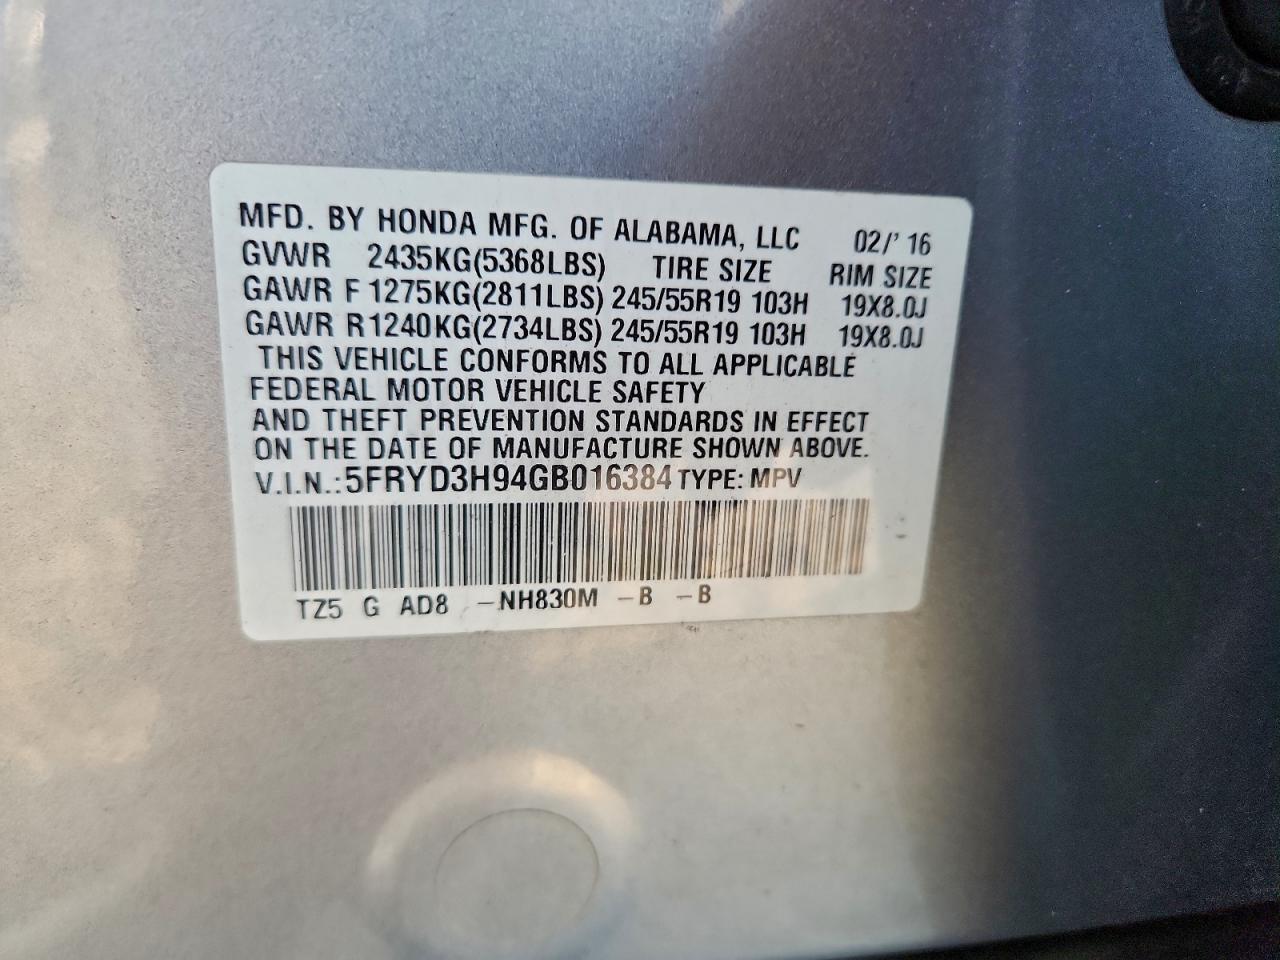 MFD. BY HONDA MFG. OF ALABAMA, LLC 02/'16
GVWR 2435KG(5368LBS) TIRE SIZE RIM SIZE
GAWR F 1275KG(2811LBS) 245/55R19 103H 19X8.0J
GAWR R 1240KG(2734LBS) 245/55R19 103H 19X8.0J
THIS VEHICLE CONFORMS TO ALL APPLICABLE
FEDERAL MOTOR VEHICLE SAFETY
AND THEFT PREVENTION STANDARDS IN EFFECT
ON THE DATE OF MANUFACTURE SHOWN ABOVE.
V.I.N.: 5FRYD3H94GB016384 TYPE: MPV
TZ5 G AD8 -NH830M -B -B